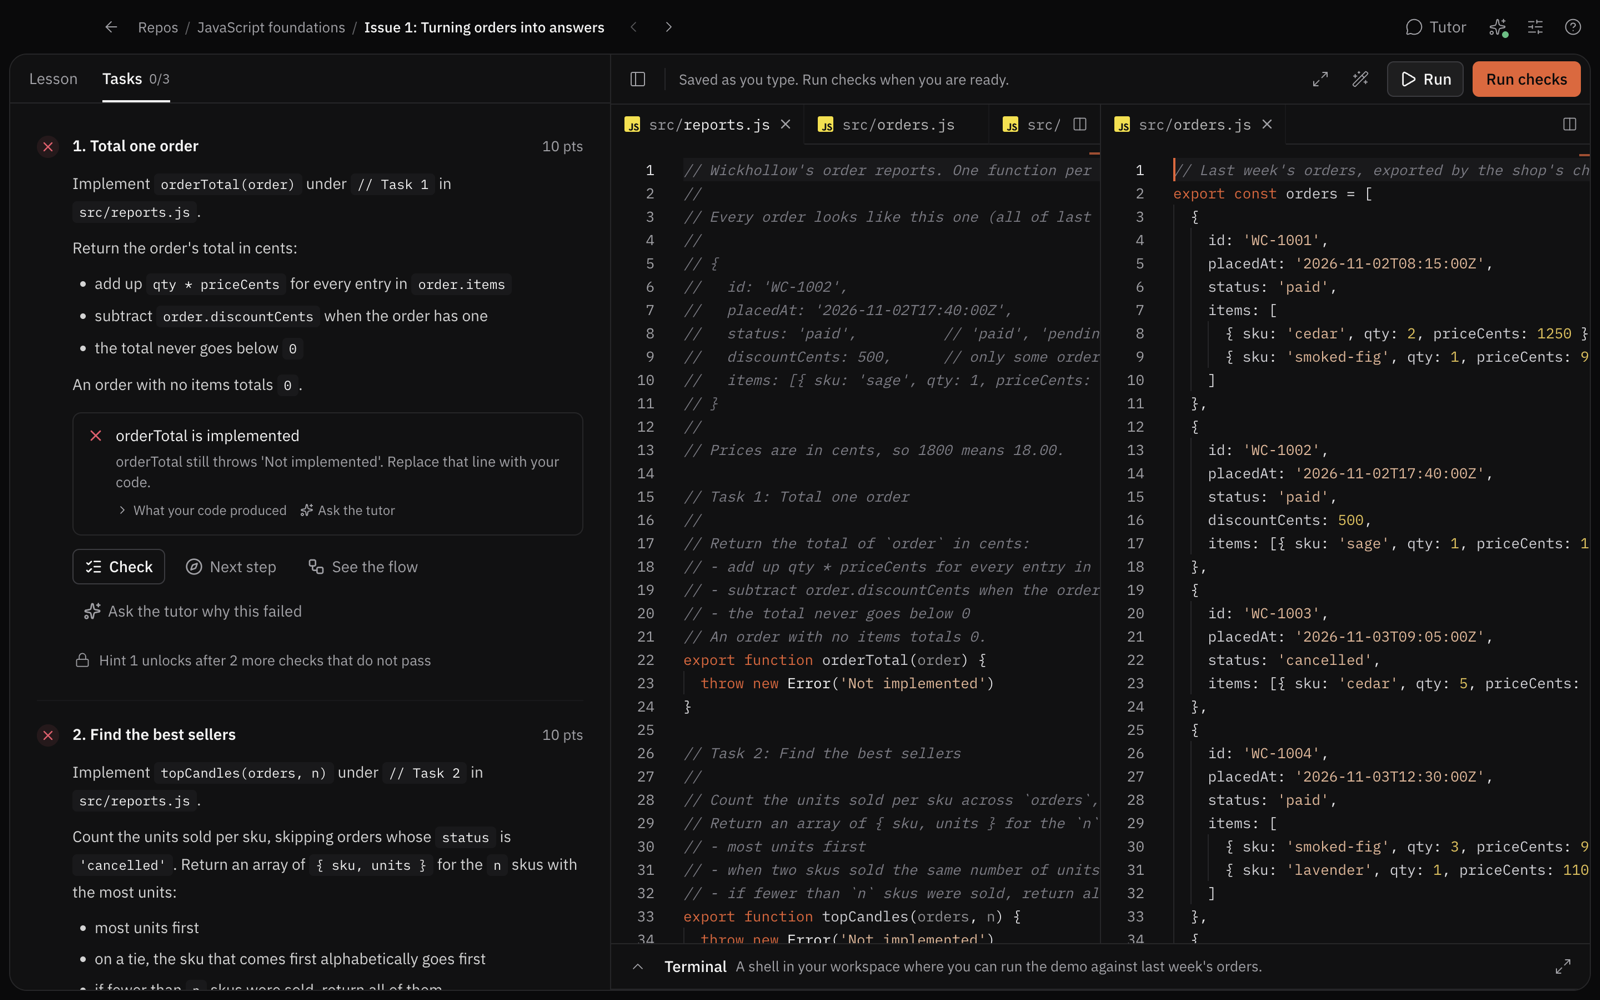 Repos / JavaScript foundations / Issue 1: Turning orders into answers
Tutor
Lesson
Tasks 0/3
1. Total one order
10 pts
Implement orderTotal(order) under // Task 1 in
src/reports.js.
Return the order's total in cents:
• add up qty * priceCents for every entry in order.items
• subtract order.discountCents when the order has one
• the total never goes below 0
An order with no items totals 0.
orderTotal is implemented
orderTotal still throws 'Not implemented'. Replace that line with your
code.
What your code produced
Ask the tutor
Check
Next step
See the flow
Ask the tutor why this failed
Hint 1 unlocks after 2 more checks that do not pass
2. Find the best sellers
10 pts
Implement topCandles(orders, n) under // Task 2 in
src/reports.js.
Count the units sold per sku, skipping orders whose status is
'cancelled'. Return an array of { sku, units } for the n skus with
the most units:
• most units first
• on a tie, the sku that comes first alphabetically goes first
• if fewer than n skus were sold, return all of them
Saved as you type. Run checks when you are ready.
Run
Run checks
JS src/reports.js
JS src/orders.js
JS src/
1 // Wickhollow's order reports. One function per
2 //
3 // Every order looks like this one (all of last
4 //
5 // {
6 //   id: 'WC-1002',
7 //   placedAt: '2026-11-02T17:40:00Z',
8 //   status: 'paid',          // 'paid', 'pendin
9 //   discountCents: 500,      // only some order
10 //   items: [{ sku: 'sage', qty: 1, priceCents:
11 // }
12 //
13 // Prices are in cents, so 1800 means 18.00.
14
15 // Task 1: Total one order
16 //
17 // Return the total of `order` in cents:
18 // - add up qty * priceCents for every entry in
19 // - subtract order.discountCents when the order
20 // - the total never goes below 0
21 // An order with no items totals 0.
22 export function orderTotal(order) {
23   throw new Error('Not implemented')
24 }
25
26 // Task 2: Find the best sellers
27 //
28 // Count the units sold per sku across `orders`,
29 // Return an array of { sku, units } for the `n`
30 // - most units first
31 // - when two skus sold the same number of units
32 // - if fewer than `n` skus were sold, return al
33 export function topCandles(orders, n) {
34   throw new Error('Not implemented')
JS src/orders.js
1 // Last week's orders, exported by the shop's ch
2 export const orders = [
3   {
4     id: 'WC-1001',
5     placedAt: '2026-11-02T08:15:00Z',
6     status: 'paid',
7     items: [
8       { sku: 'cedar', qty: 2, priceCents: 1250 }
9       { sku: 'smoked-fig', qty: 1, priceCents: 9
10     ]
11   },
12   {
13     id: 'WC-1002',
14     placedAt: '2026-11-02T17:40:00Z',
15     status: 'paid',
16     discountCents: 500,
17     items: [{ sku: 'sage', qty: 1, priceCents: 1
18   },
19   {
20     id: 'WC-1003',
21     placedAt: '2026-11-03T09:05:00Z',
22     status: 'cancelled',
23     items: [{ sku: 'cedar', qty: 5, priceCents:
24   },
25   {
26     id: 'WC-1004',
27     placedAt: '2026-11-03T12:30:00Z',
28     status: 'paid',
29     items: [
30       { sku: 'smoked-fig', qty: 3, priceCents: 9
31       { sku: 'lavender', qty: 1, priceCents: 110
32     ]
33   },
34   {
Terminal A shell in your workspace where you can run the demo against last week's orders.